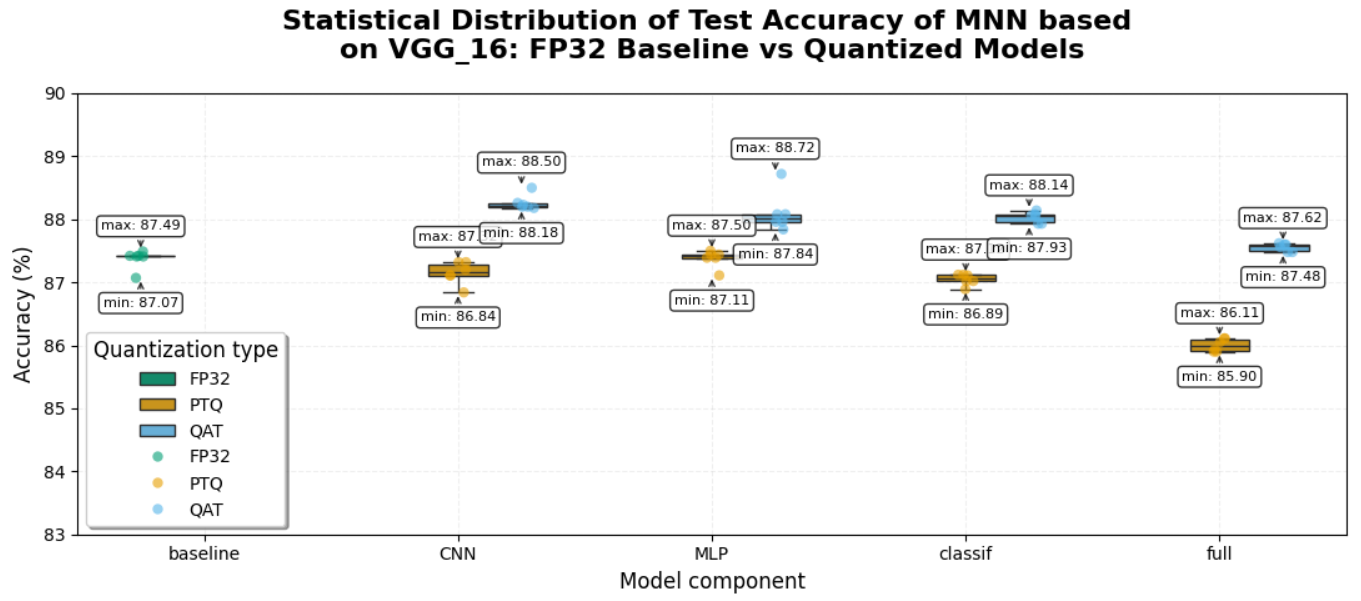 Statistical Distribution of Test Accuracy of MNN based
on VGG_16: FP32 Baseline vs Quantized Models
Accuracy (%)
90
89
88
87
86
85
84
83
max: 87.49
min: 87.07
min: 86.84
max: 88.50
min: 88.18
max: 87.50
min: 87.11
max: 88.72
min: 87.84
min: 86.89
max: 88.14
min: 87.93
max: 86.11
min: 85.90
max: 87.62
min: 87.48
Quantization type
FP32
PTQ
QAT
FP32
PTQ
QAT
baseline
CNN
MLP
classif
full
Model component